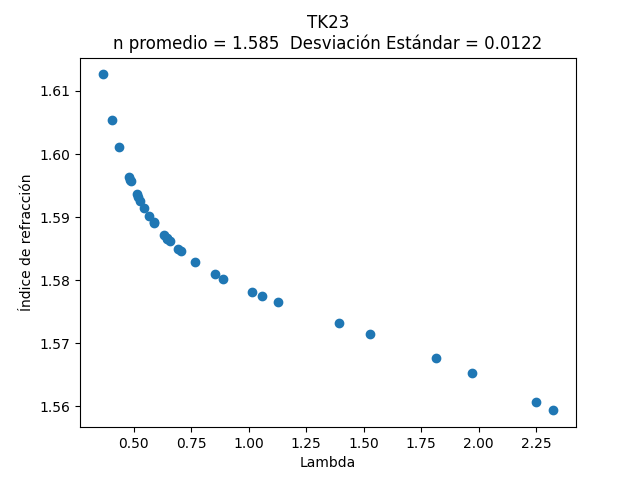 TK23
n promedio = 1.585  Desviación Estándar = 0.0122
1.61
1.60
1.59
1.58
1.57
1.56
Índice de refracción
0.50 0.75 1.00 1.25 1.50 1.75 2.00 2.25
Lambda